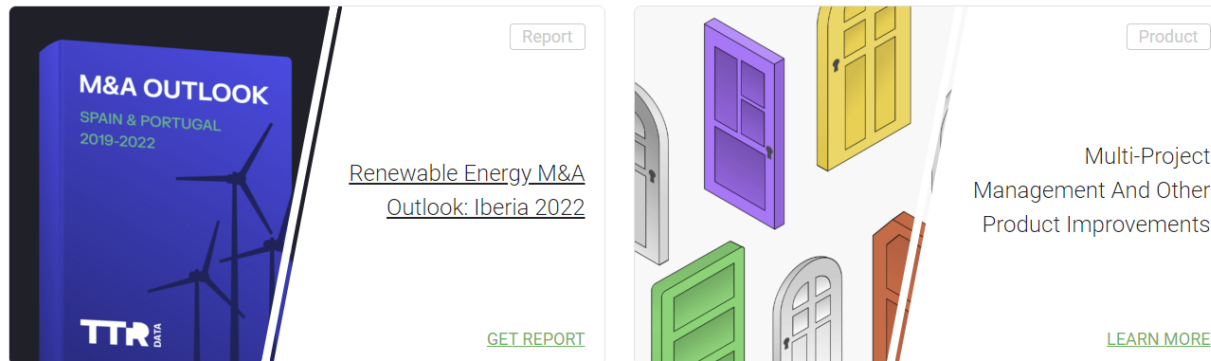 Report
M&A OUTLOOK
SPAIN & PORTUGAL
2019-2022
TTR DATA
Renewable Energy M&A
Outlook: Iberia 2022
GET REPORT
Product
Multi-Project
Management And Other
Product Improvements
LEARN MORE